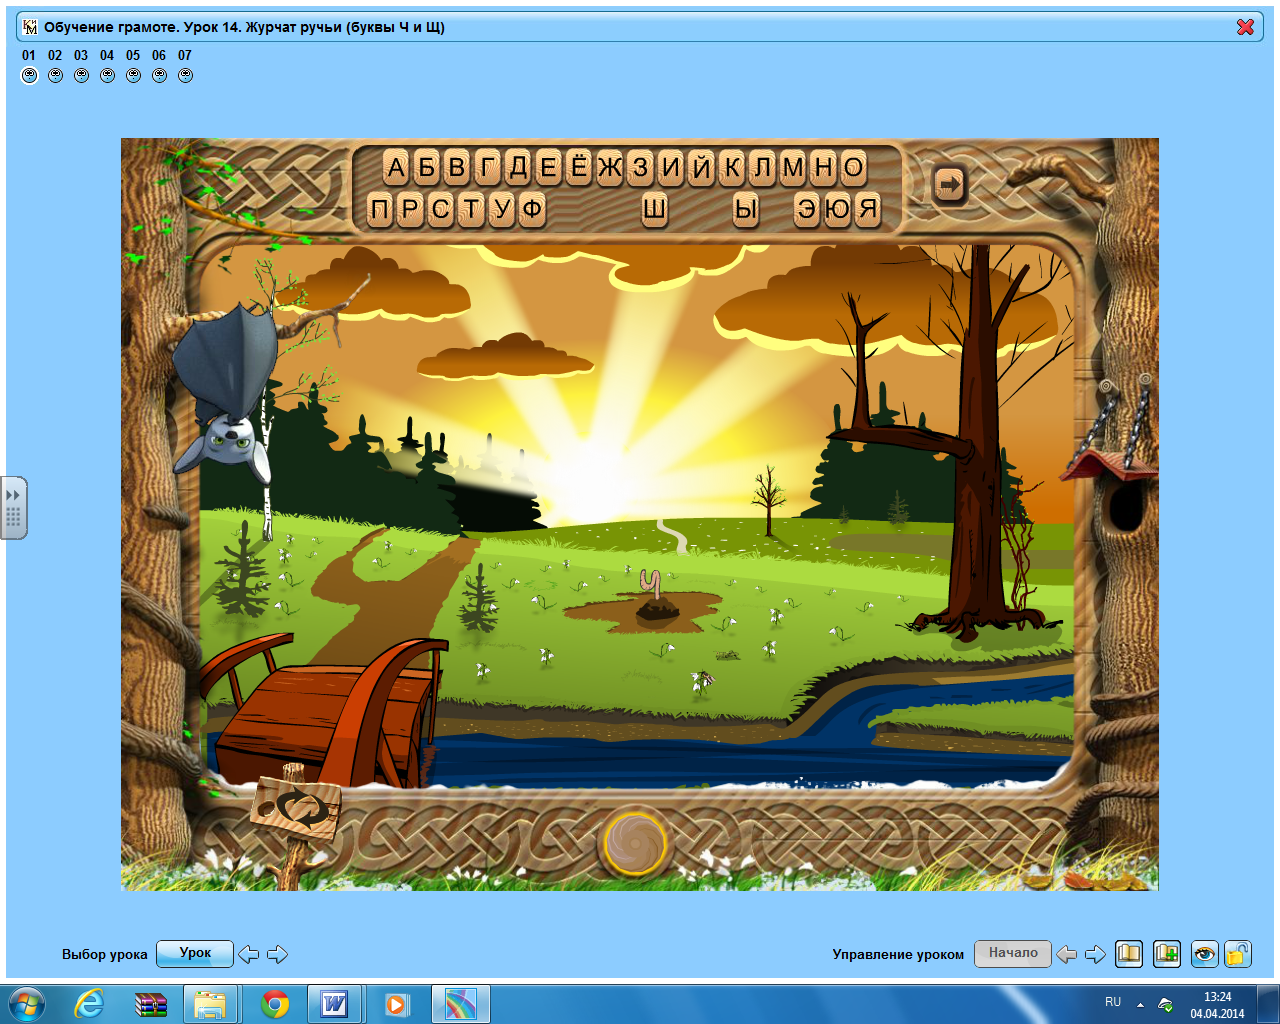 КиМ Обучение грамоте. Урок 14. Журчат ручьи (буквы Ч и Щ)
01 02 03 04 05 06 07
А Б В Г Д Е Ё Ж З И Й К Л М Н О
П Р С Т У Ф Ш Ы Э Ю Я
Ч
Выбор урока Урок Управление уроком Начало
W RU 13:24
04.04.2014